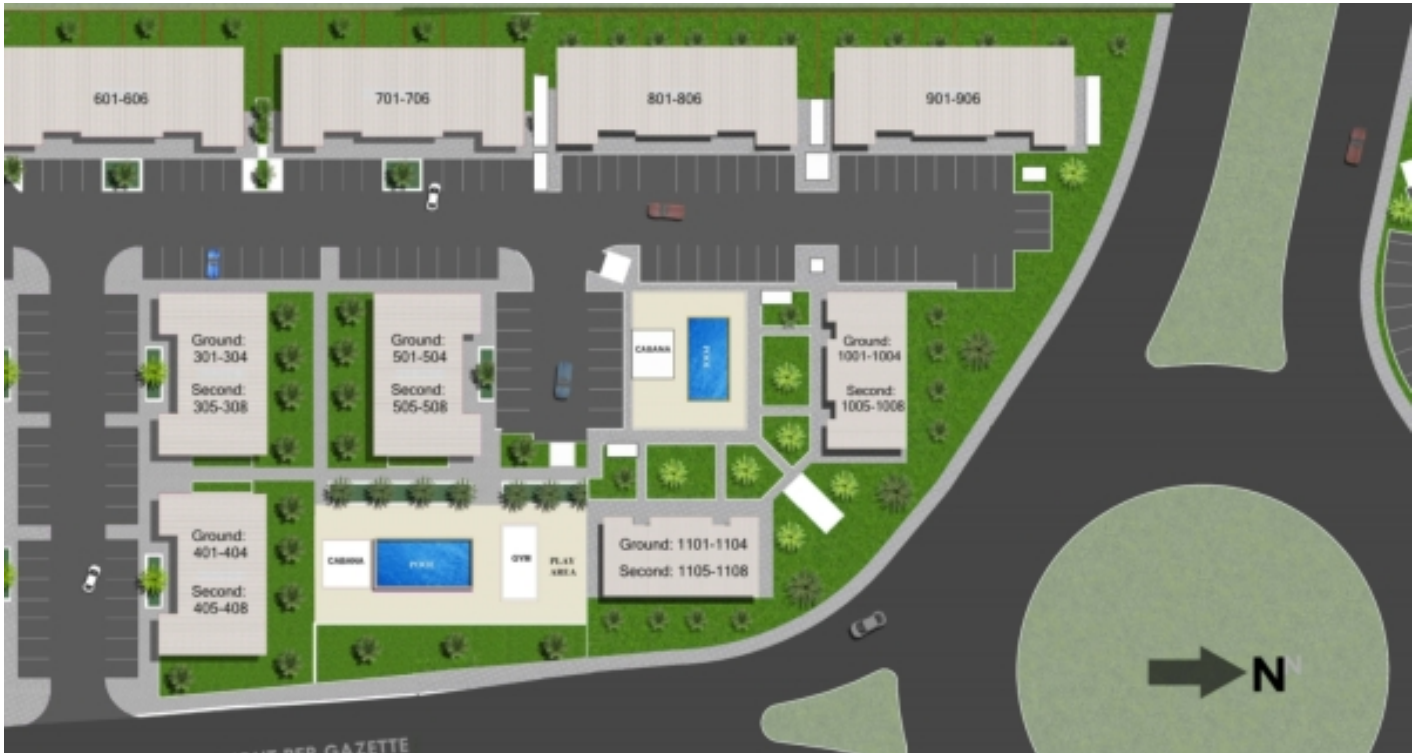 601-606
701-706
801-806
901-906
Ground:
301-304
Second:
305-308
Ground:
501-504
Second:
505-508
CABANA
POOL
Ground:
1001-1004
Second:
1005-1008
Ground:
401-404
Second:
405-408
CABANA
POOL
GYM
PLAY
AREA
Ground: 1101-1104
Second: 1105-1108
N
N
PER GAZETTE